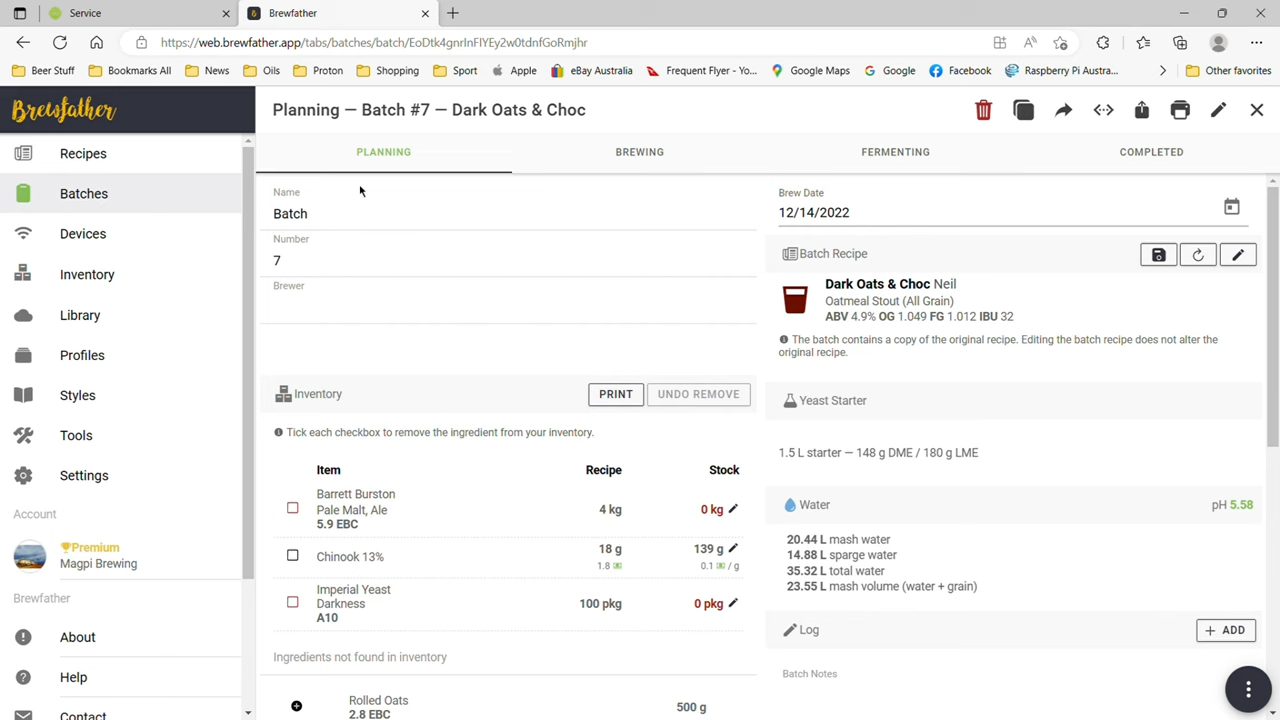 Service
Brewfather
https://web.brewfather.app/tabs/batches/batch/EoDtk4gnrInFIYEy2w0tdnfGoRmjhr
Beer Stuff Bookmarks All News Oils Proton Shopping Sport Apple eBay Australia Frequent Flyer - Yo... Google Maps Google Facebook Raspberry Pi Austra... Other favorites
Brewfather
Planning — Batch #7 — Dark Oats & Choc
PLANNING BREWING FERMENTING COMPLETED
Recipes
Batches
Devices
Inventory
Library
Profiles
Styles
Tools
Settings
Account
Premium
Magpi Brewing
Brewfather
About
Help
Contact
Name
Batch
Number
7
Brewer
Inventory PRINT UNDO REMOVE
Tick each checkbox to remove the ingredient from your inventory.
Item Recipe Stock
Barrett Burston
Pale Malt, Ale
5.9 EBC
4 kg 0 kg
Chinook 13% 18 g 139 g
1.8 0.1 / g
Imperial Yeast
Darkness
A10
100 pkg 0 pkg
Ingredients not found in inventory
Rolled Oats
2.8 EBC
500 g
Brew Date
12/14/2022
Batch Recipe
Dark Oats & Choc Neil
Oatmeal Stout (All Grain)
ABV 4.9% OG 1.049 FG 1.012 IBU 32
The batch contains a copy of the original recipe. Editing the batch recipe does not alter the
original recipe.
Yeast Starter
1.5 L starter — 148 g DME / 180 g LME
Water pH 5.58
20.44 L mash water
14.88 L sparge water
35.32 L total water
23.55 L mash volume (water + grain)
Log + ADD
Batch Notes